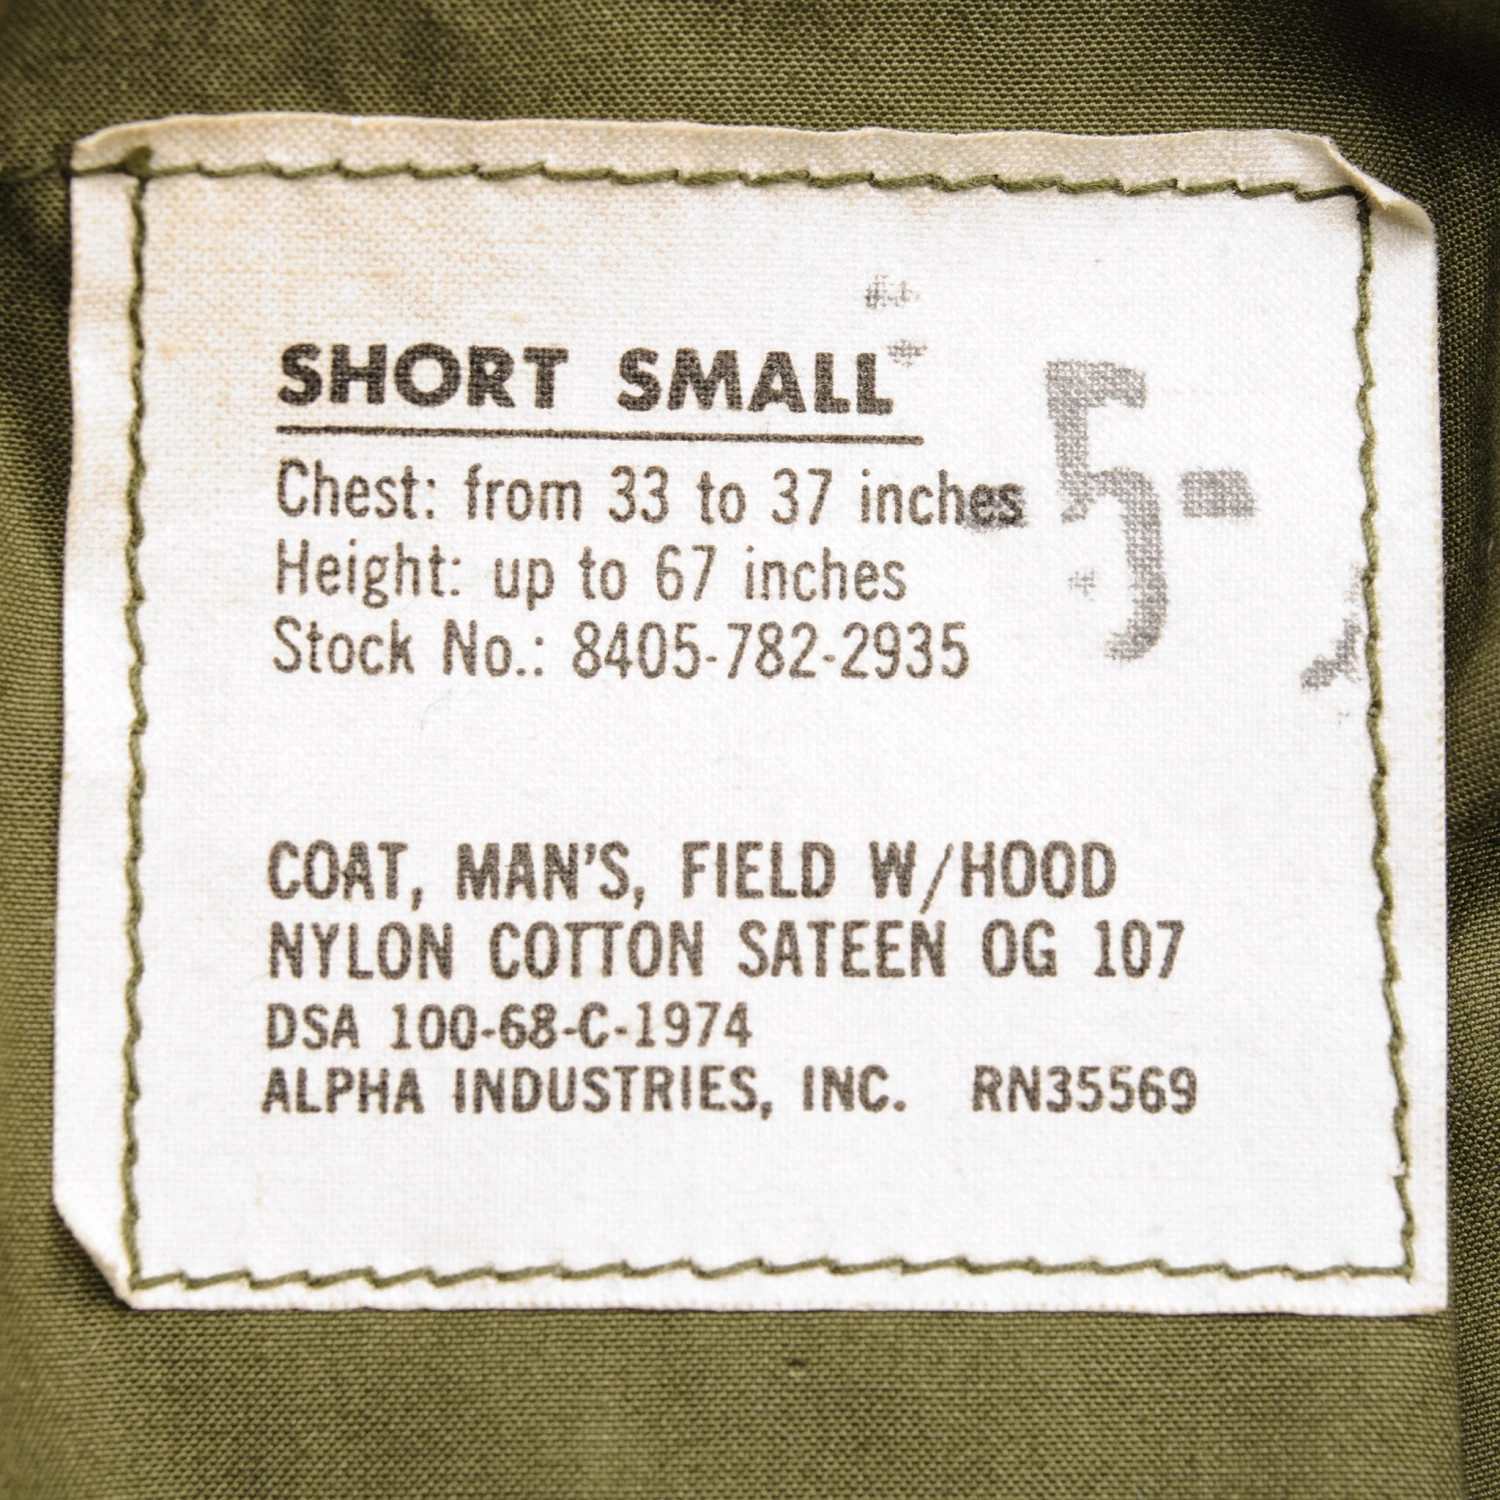 SHORT SMALL
Chest: from 33 to 37 inches
Height: up to 67 inches
Stock No.: 8405-782-2935
5-
COAT, MAN'S, FIELD W/HOOD
NYLON COTTON SATEEN OG 107
DSA 100-68-C-1974
ALPHA INDUSTRIES, INC. RN35569